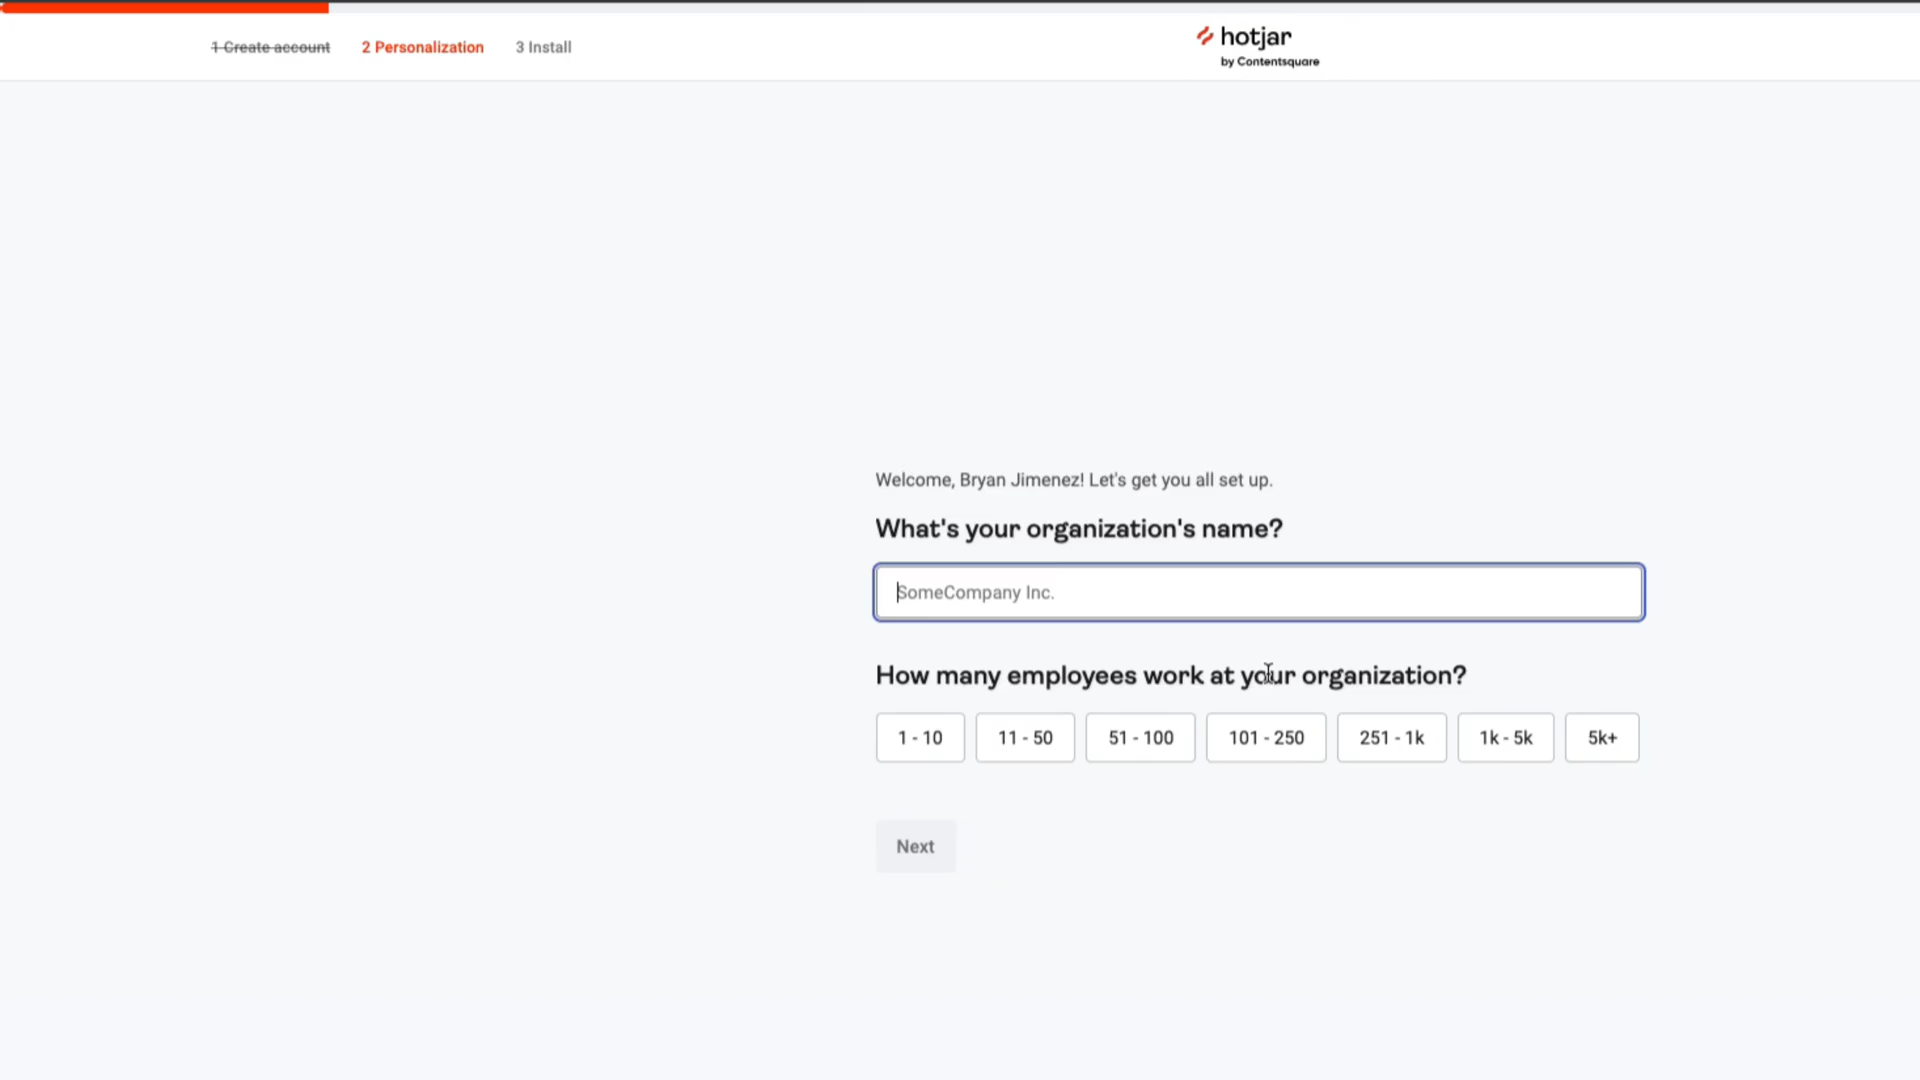 1 Create account
2 Personalization
3 Install
hotjar
by Contentsquare
Welcome, Bryan Jimenez! Let's get you all set up.
What's your organization's name?
SomeCompany Inc.
How many employees work at your organization?
1 - 10
11 - 50
51 - 100
101 - 250
251 - 1k
1k - 5k
5k+
Next